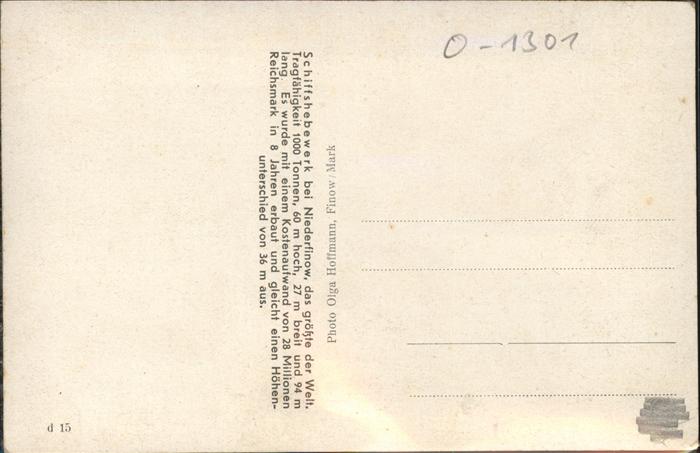 O-1301
Schiffshebewerk bei Niederfinow, das größte der Welt.
Tragfähigkeit 1000 Tonnen, 60 m hoch, 27 m breit und 94 m
lang. Es wurde mit einem Kostenaufwand von 28 Millionen
Reichsmark in 8 Jahren erbaut und gleicht einen Höhen-
unterschied von 36 m aus.
Photo Olga Hoffmann, Finow/Mark
d 15